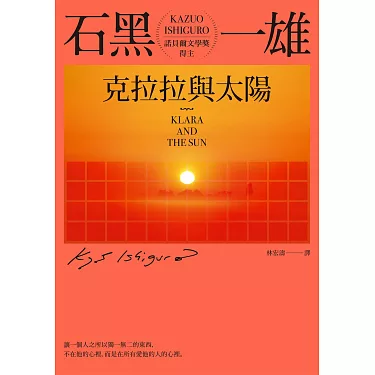 石黑一雄
KAZUO
ISHIGURO
諾貝爾文學獎
得主
克拉拉與太陽
KLARA
AND
THE SUN
林宏濤——譯
讓一個人之所以獨一無二的東西,
不在他的心裡,而是在所有愛他的人的心裡。